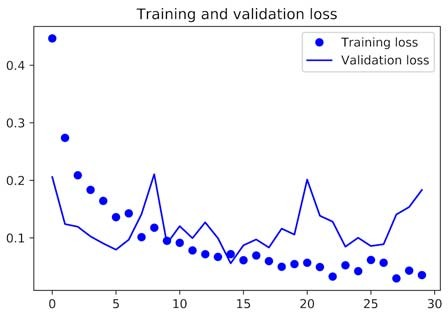 Training and validation loss
Training loss
Validation loss
0.4
0.3
0.2
0.1
0 5 10 15 20 25 30